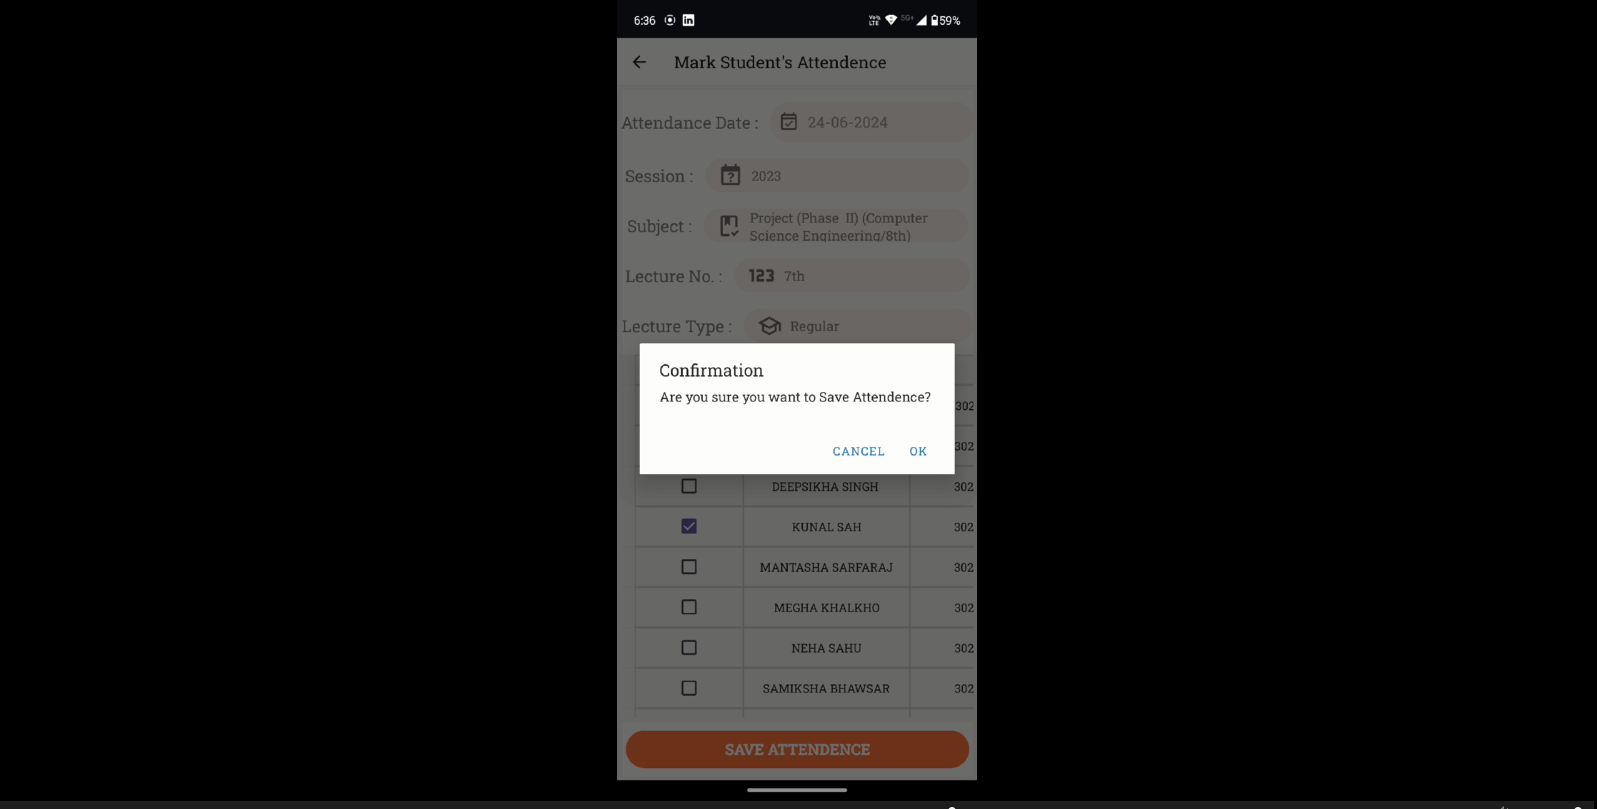 6:36
VoLTE 5G+ 59%
Mark Student's Attendence
Attendance Date : 24-06-2024
Session : 2023
Subject : Project (Phase II) (Computer
Science Engineering/8th)
Lecture No. : 123 7th
Lecture Type : Regular
Confirmation
Are you sure you want to Save Attendence?
302
302
CANCEL OK
DEEPSIKHA SINGH 302
KUNAL SAH 302
MANTASHA SARFARAJ 302
MEGHA KHALKHO 302
NEHA SAHU 302
SAMIKSHA BHAWSAR 302
SAVE ATTENDENCE